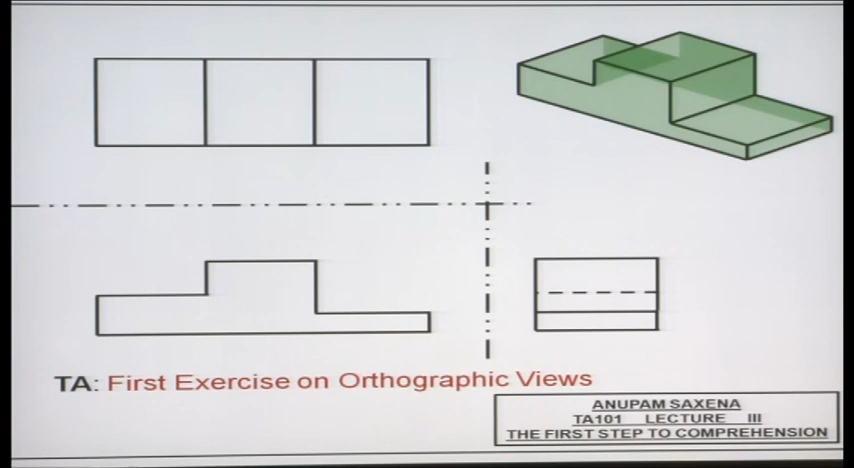 TA: First Exercise on Orthographic Views
ANUPAM SAXENA
TA101 LECTURE III
THE FIRST STEP TO COMPREHENSION